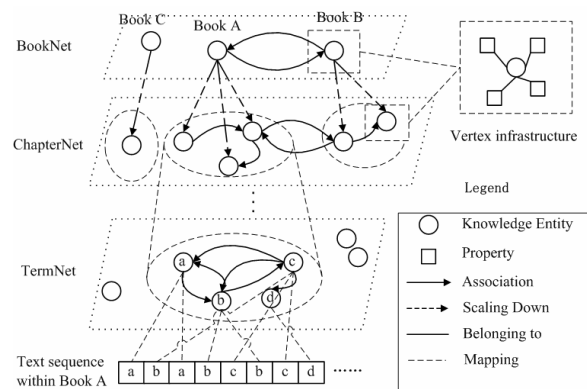 Book C
Book A
Book B
BookNet
ChapterNet
Vertex infrastructure
Legend
Knowledge Entity
Property
Association
Scaling Down
Belonging to
Mapping
TermNet
a
c
b
d
Text sequence
within Book A
a b a b c b c d ......